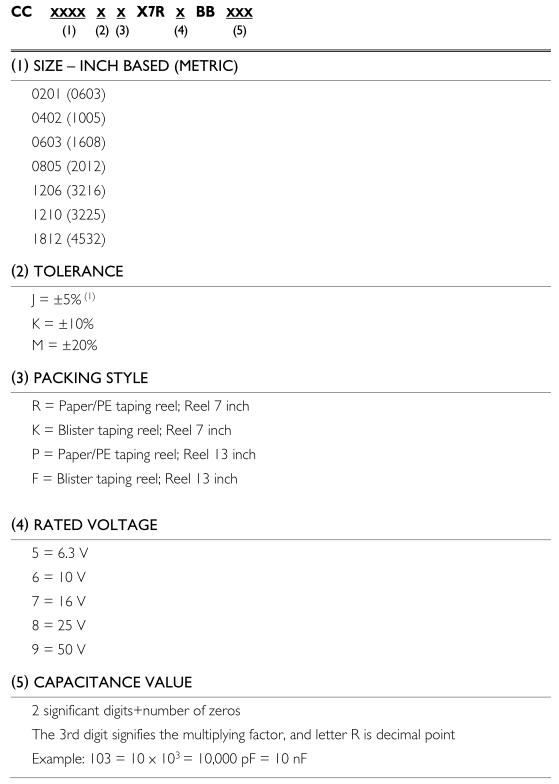 CC xxxx x x X7R x BB xxx
(1) (2) (3) (4) (5)
(1) SIZE – INCH BASED (METRIC)
0201 (0603)
0402 (1005)
0603 (1608)
0805 (2012)
1206 (3216)
1210 (3225)
1812 (4532)
(2) TOLERANCE
J = ±5% (1)
K = ±10%
M = ±20%
(3) PACKING STYLE
R = Paper/PE taping reel; Reel 7 inch
K = Blister taping reel; Reel 7 inch
P = Paper/PE taping reel; Reel 13 inch
F = Blister taping reel; Reel 13 inch
(4) RATED VOLTAGE
5 = 6.3 V
6 = 10 V
7 = 16 V
8 = 25 V
9 = 50 V
(5) CAPACITANCE VALUE
2 significant digits+number of zeros
The 3rd digit signifies the multiplying factor, and letter R is decimal point
Example: 103 = 10 x 10³ = 10,000 pF = 10 nF